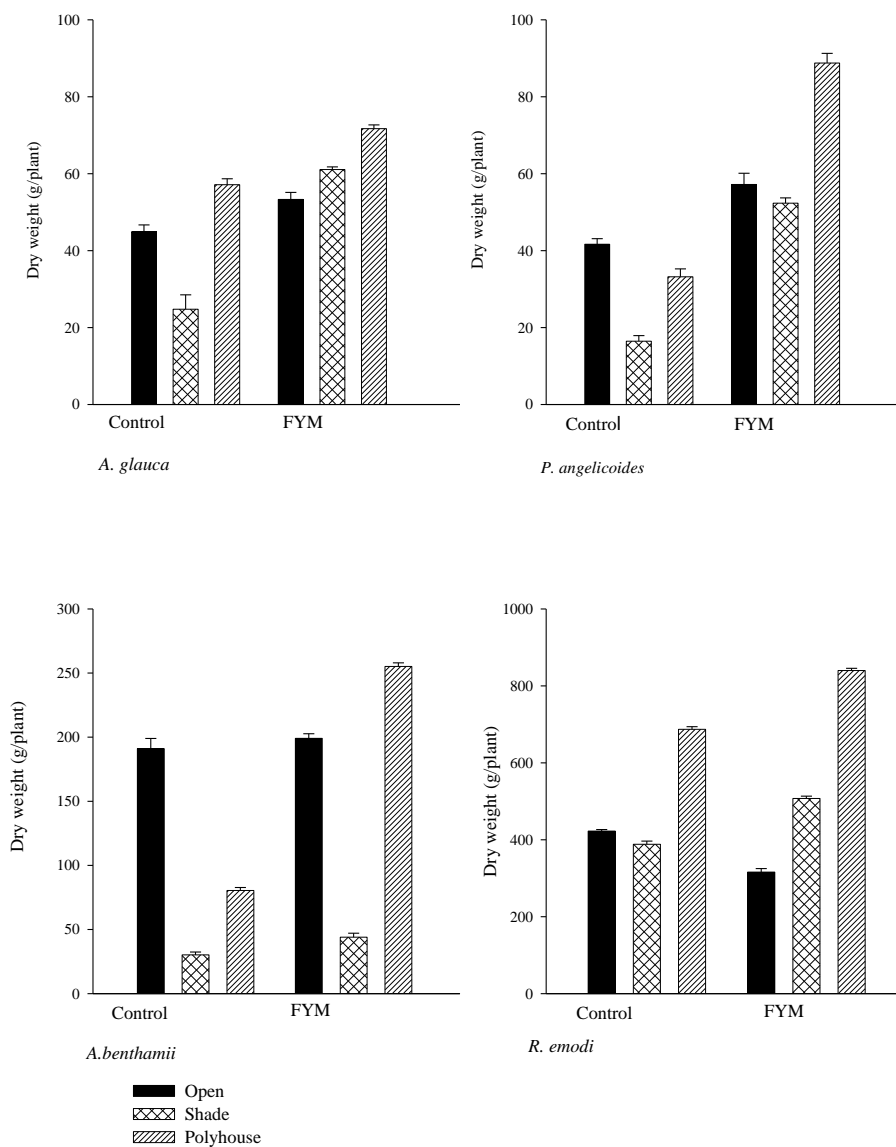 100
80
60
40
20
0
Dry weight (g/plant)
Control
FYM
A. glauca
100
80
60
40
20
0
Dry weight (g/plant)
Control
FYM
P. angelicoides
300
250
200
150
100
50
0
Dry weight (g/plant)
Control
FYM
A.benthamii
1000
800
600
400
200
0
Dry weight (g/plant)
Control
FYM
R. emodi
Open
Shade
Polyhouse